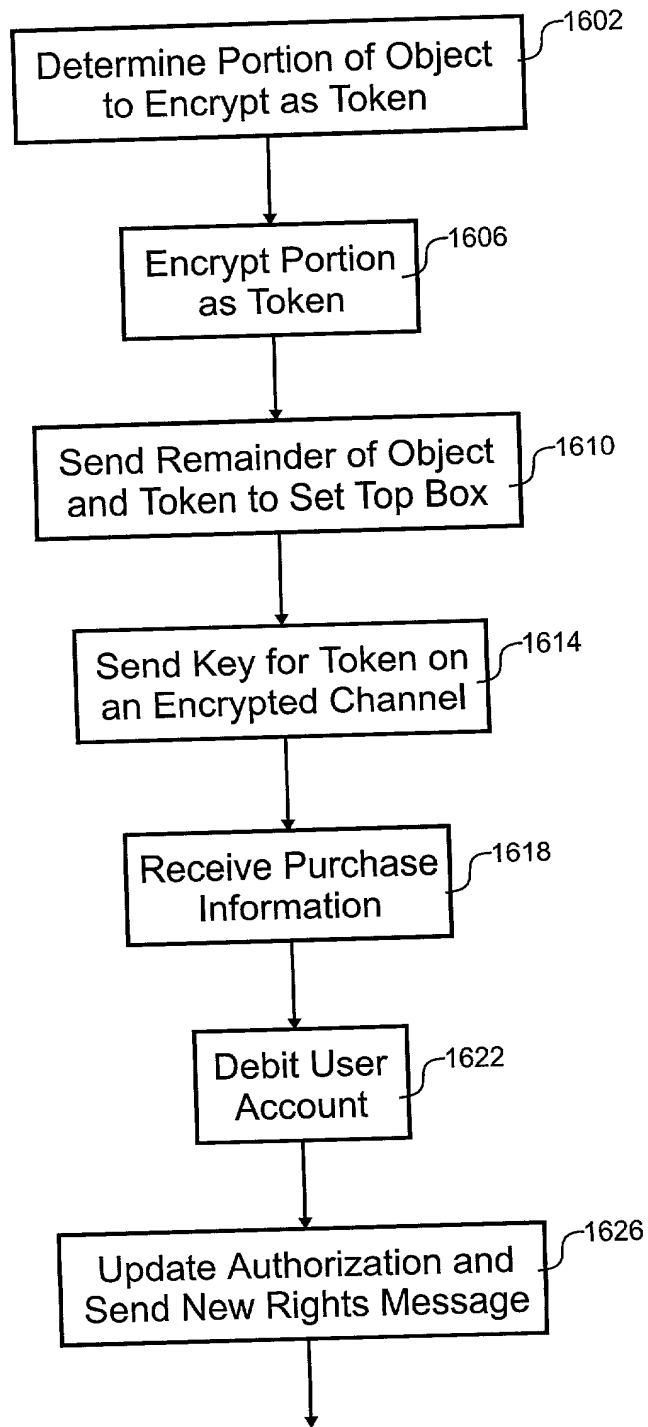 1602
Determine Portion of Object
to Encrypt as Token
1606
Encrypt Portion
as Token
1610
Send Remainder of Object
and Token to Set Top Box
1614
Send Key for Token on
an Encrypted Channel
1618
Receive Purchase
Information
1622
Debit User
Account
1626
Update Authorization and
Send New Rights Message